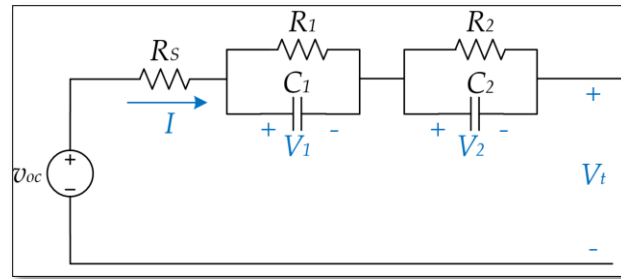 R1
R2
Rs
C1
C2
+
I
+ -
+ -
V1
V2
Vt
+
-
voc
-